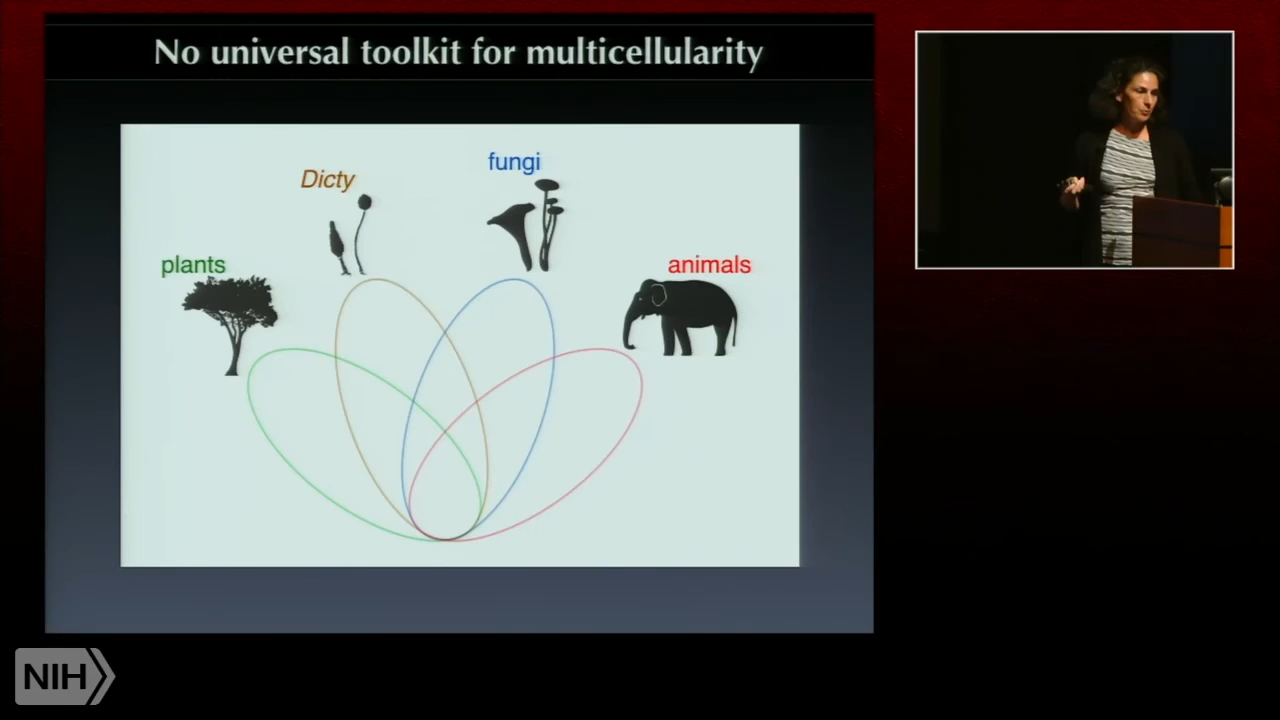 No universal toolkit for multicellularity
fungi
Dicty
plants
animals
NIH